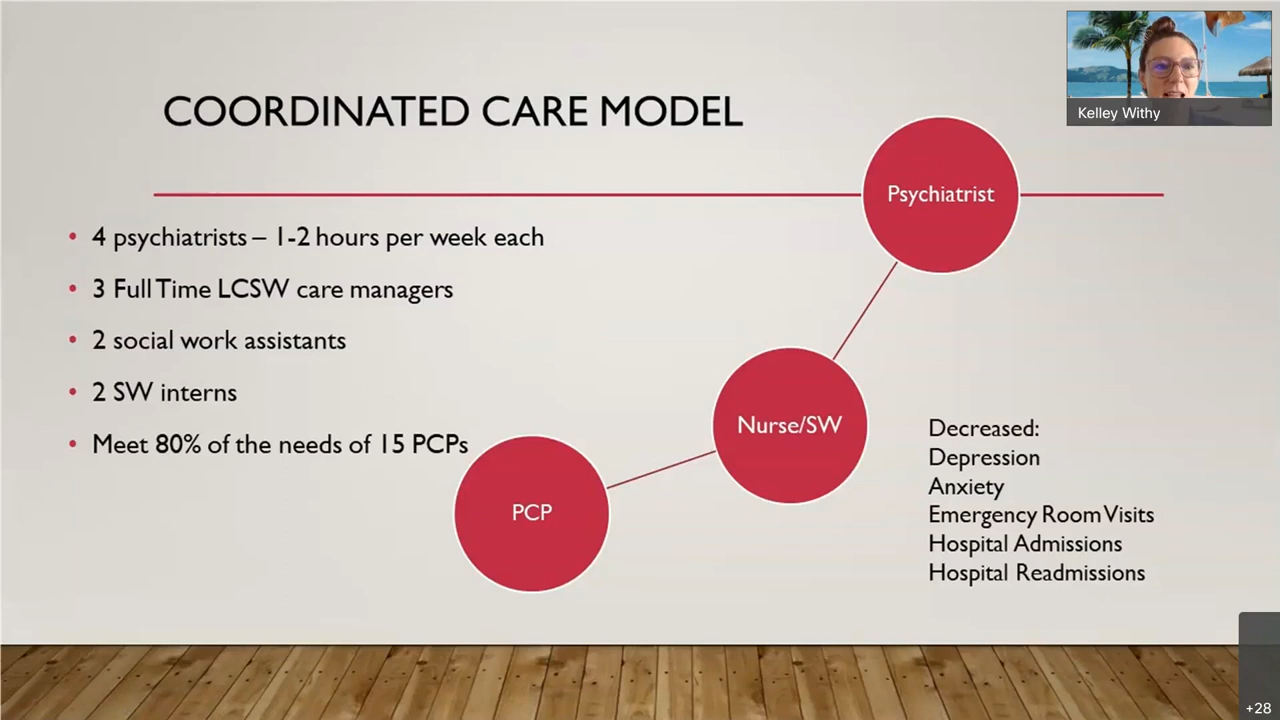 COORDINATED CARE MODEL
Kelley Withy
Psychiatrist
• 4 psychiatrists – 1-2 hours per week each
• 3 Full Time LCSW care managers
• 2 social work assistants
• 2 SW interns
• Meet 80% of the needs of 15 PCPs
Nurse/SW
PCP
Decreased:
Depression
Anxiety
Emergency Room Visits
Hospital Admissions
Hospital Readmissions
+28